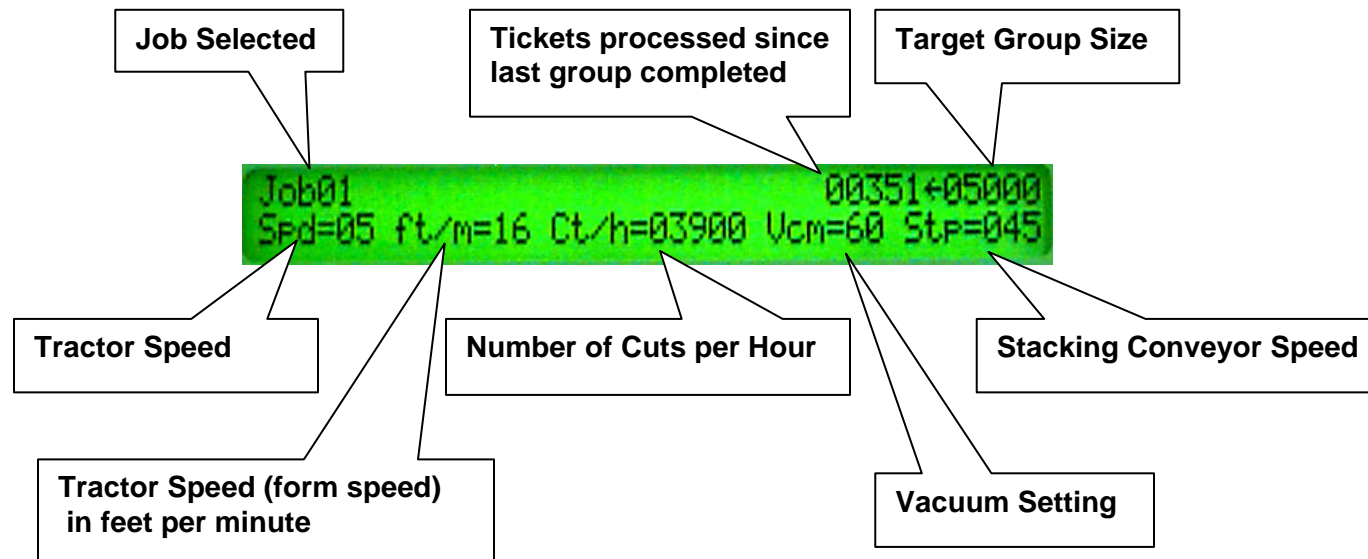 Job Selected
Tickets processed since
last group completed
Target Group Size
Job01 00351←05000
Spd=05 ft/m=16 Ct/h=03900 Vcm=60 Stp=045
Tractor Speed
Number of Cuts per Hour
Stacking Conveyor Speed
Tractor Speed (form speed)
in feet per minute
Vacuum Setting